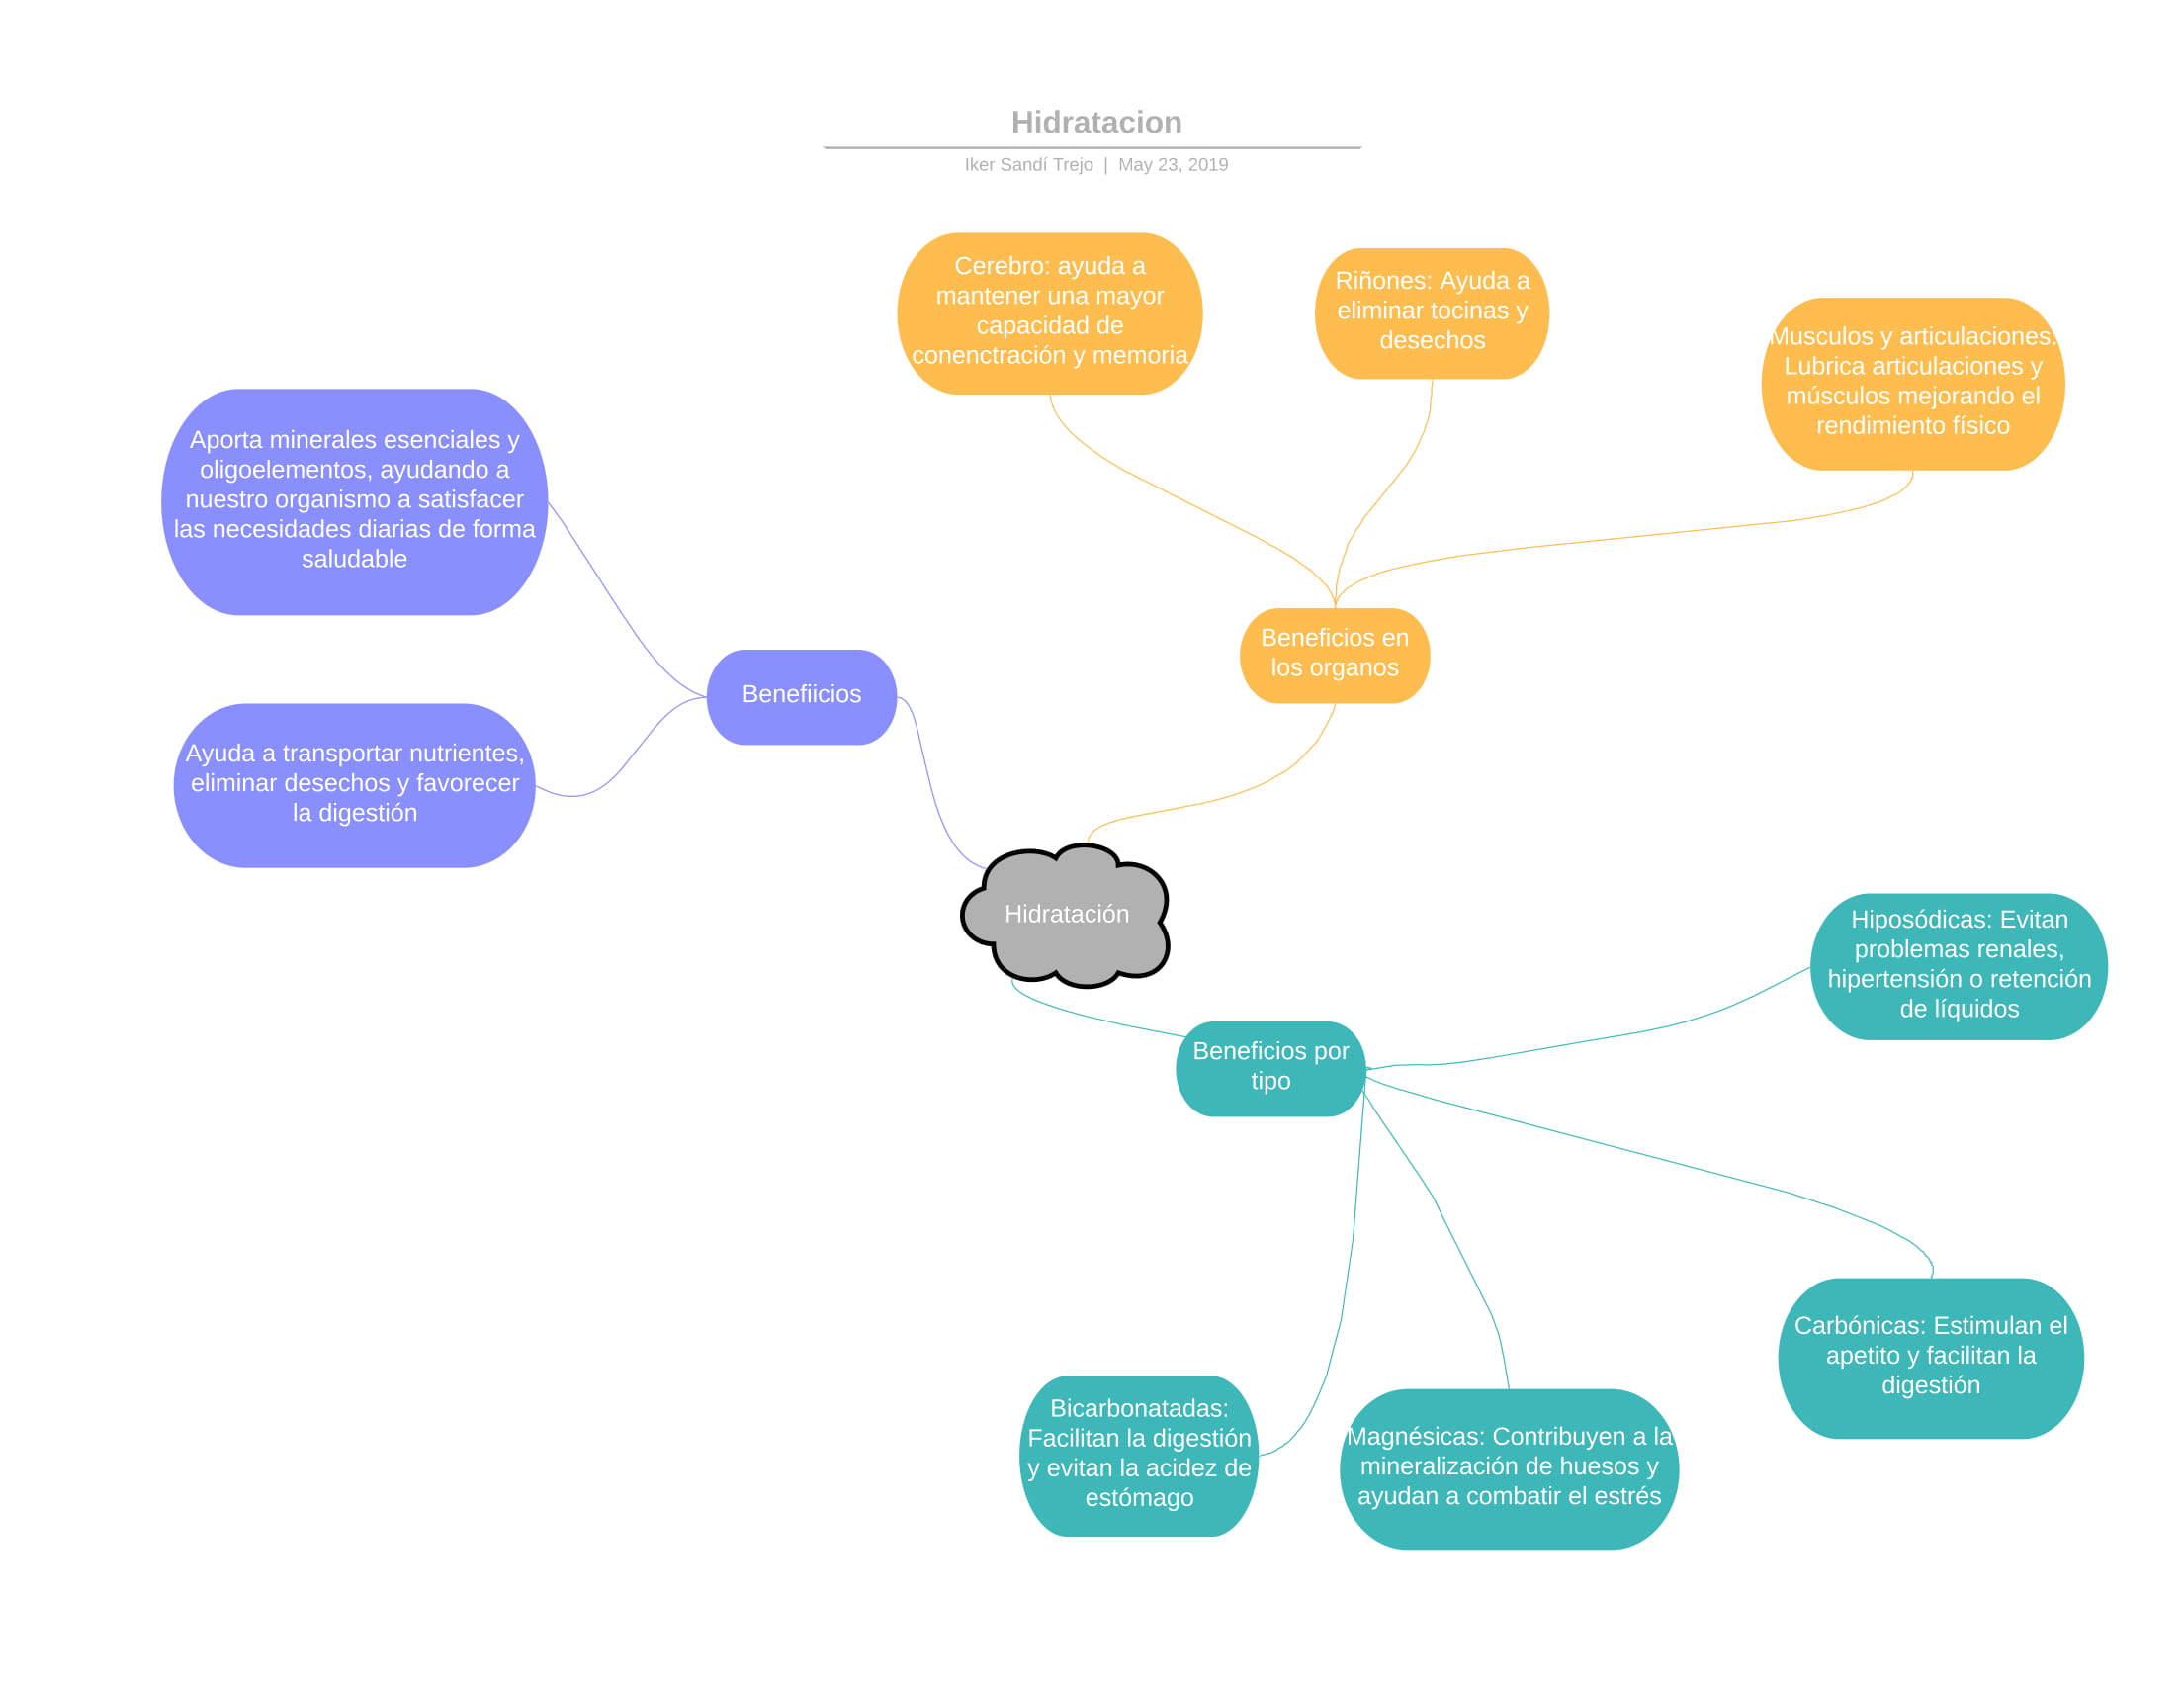 Hidratacion
Iker Sandí Trejo | May 23, 2019
Cerebro: ayuda a
mantener una mayor
capacidad de
conenctración y memoria
Riñones: Ayuda a
eliminar tocinas y
desechos
Musculos y articulaciones:
Lubrica articulaciones y
músculos mejorando el
rendimiento físico
Aporta minerales esenciales y
oligoelementos, ayudando a
nuestro organismo a satisfacer
las necesidades diarias de forma
saludable
Beneficios en
los organos
Benefiicios
Ayuda a transportar nutrientes,
eliminar desechos y favorecer
la digestión
Hidratación
Hiposódicas: Evitan
problemas renales,
hipertensión o retención
de líquidos
Beneficios por
tipo
Carbónicas: Estimulan el
apetito y facilitan la
digestión
Bicarbonatadas:
Facilitan la digestión
y evitan la acidez de
estómago
Magnésicas: Contribuyen a la
mineralización de huesos y
ayudan a combatir el estrés